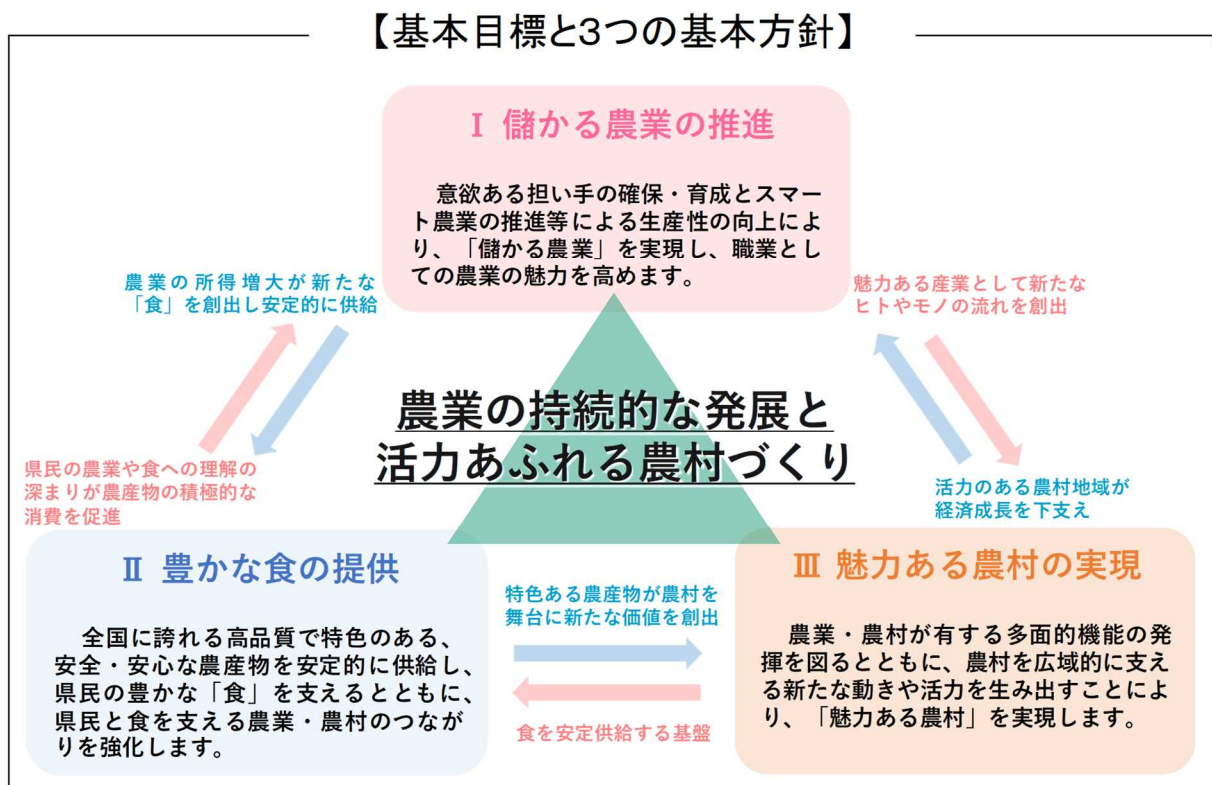 【基本目標と3つの基本方針】
Ⅰ 儲かる農業の推進
意欲ある担い手の確保・育成とスマー
ト農業の推進等による生産性の向上によ
り、「儲かる農業」を実現し、職業とし
ての農業の魅力を高めます。
農業の所得増大が新たな
「食」を創出し安定的に供給
魅力ある産業として新たな
ヒトやモノの流れを創出
農業の持続的な発展と
活力あふれる農村づくり
県民の農業や食への理解の
深まりが農産物の積極的な
消費を促進
活力のある農村地域が
経済成長を下支え
Ⅱ 豊かな食の提供
全国に誇れる高品質で特色のある、
安全・安心な農産物を安定的に供給し、
県民の豊かな「食」を支えるとともに、
県民と食を支える農業・農村のつなが
りを強化します。
特色ある農産物が農村を
舞台に新たな価値を創出
食を安定供給する基盤
Ⅲ 魅力ある農村の実現
農業・農村が有する多面的機能の発
揮を図るとともに、農村を広域的に支え
る新たな動きや活力を生み出すことによ
り、「魅力ある農村」を実現します。